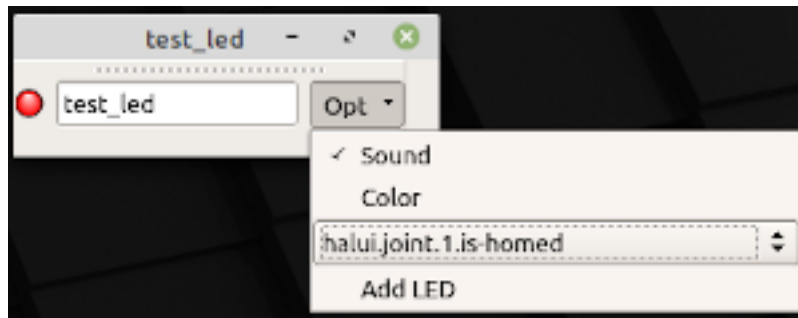 test_led
test_led
Opt
Sound
Color
halui.joint.1.is-homed
Add LED